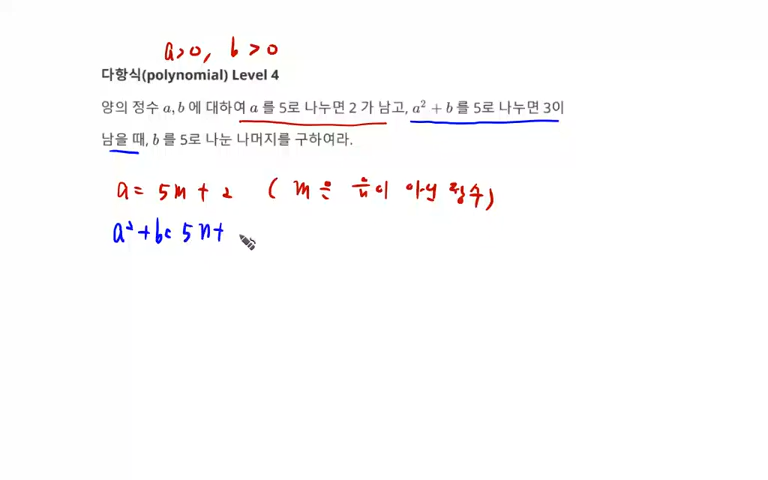 a>0, b>0
다항식(polynomial) Level 4
양의 정수 a, b 에 대하여 a 를 5로 나누면 2 가 남고, a² + b 를 5로 나누면 3이
남을 때, b 를 5로 나눈 나머지를 구하여라.
a = 5m + 2 ( m은 음이 아닌 정수)
a² + b = 5n +